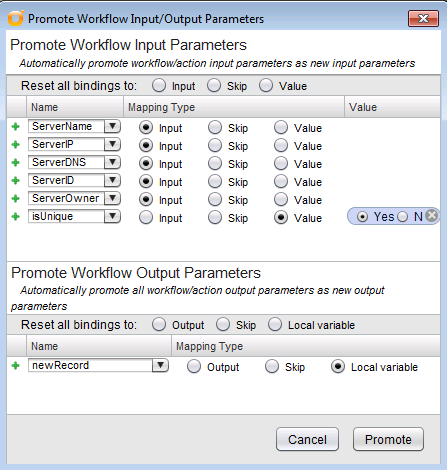 Promote Workflow Input/Output Parameters
Promote Workflow Input Parameters
Automatically promote workflow/action input parameters as new input parameters
Reset all bindings to: Input Skip Value
Name Mapping Type Value
ServerName Input Skip Value
ServerIP Input Skip Value
ServerDNS Input Skip Value
ServerID Input Skip Value
ServerOwner Input Skip Value
isUnique Input Skip Value Yes N
Promote Workflow Output Parameters
Automatically promote all workflow/action output parameters as new output
parameters
Reset all bindings to: Output Skip Local variable
Name Mapping Type
newRecord Output Skip Local variable
Cancel Promote